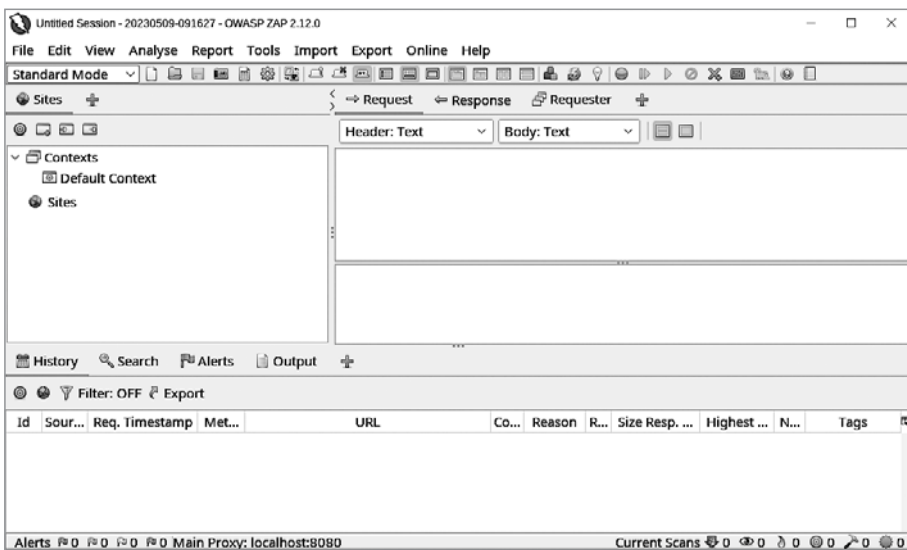 Untitled Session - 20230509-091627 - OWASP ZAP 2.12.0
File Edit View Analyse Report Tools Import Export Online Help
Standard Mode
Sites
Request Response Requester
Header: Text Body: Text
Contexts
Default Context
Sites
History Search Alerts Output
Filter: OFF Export
Id Sour... Req. Timestamp Met... URL Co... Reason R... Size Resp. ... Highest ... N... Tags
Alerts 0 0 0 0 Main Proxy: localhost:8080 Current Scans 0 0 0 0 0 0